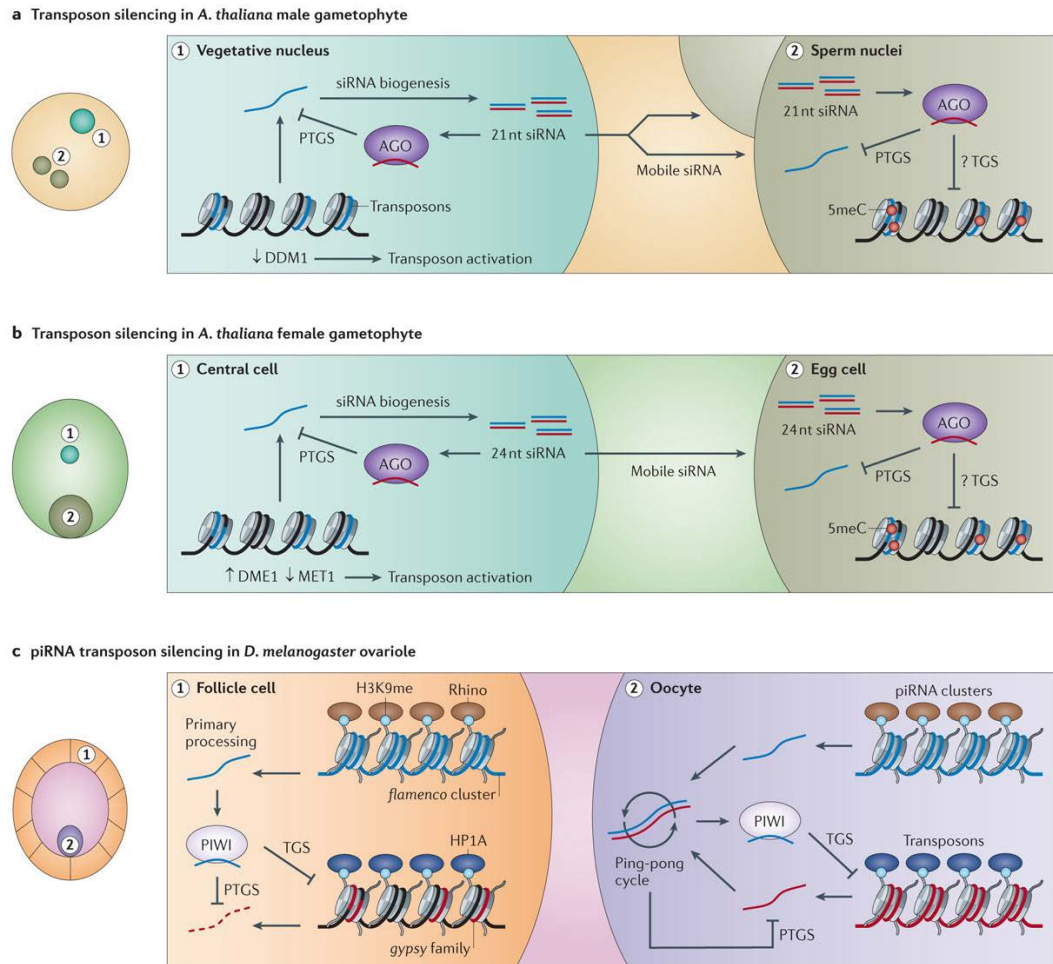 a Transposon silencing in A. thaliana male gametophyte
1 Vegetative nucleus
siRNA biogenesis
PTGS
AGO
21 nt siRNA
Transposons
↓ DDM1
Transposon activation
Mobile siRNA
2 Sperm nuclei
21 nt siRNA
AGO
PTGS
? TGS
5meC
1
2
b Transposon silencing in A. thaliana female gametophyte
1 Central cell
siRNA biogenesis
PTGS
AGO
24 nt siRNA
↑ DME1 ↓ MET1
Transposon activation
Mobile siRNA
2 Egg cell
24 nt siRNA
AGO
PTGS
? TGS
5meC
1
2
c piRNA transposon silencing in D. melanogaster ovariole
1 Follicle cell
H3K9me
Rhino
Primary
processing
flamenco cluster
PIWI
TGS
HP1A
PTGS
gypsy family
2 Oocyte
piRNA clusters
Ping-pong
cycle
PIWI
TGS
Transposons
PTGS
1
2